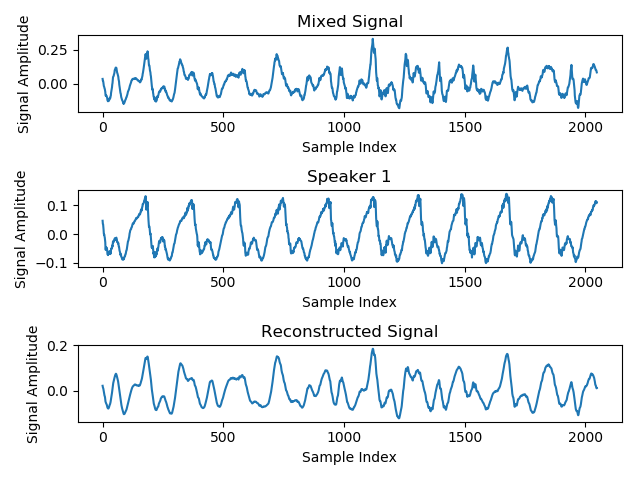 Mixed Signal
Signal Amplitude
0.25
0.00
0 500 1000 1500 2000
Sample Index
Speaker 1
Signal Amplitude
0.1
0.0
−0.1
0 500 1000 1500 2000
Sample Index
Reconstructed Signal
Signal Amplitude
0.2
0.0
0 500 1000 1500 2000
Sample Index